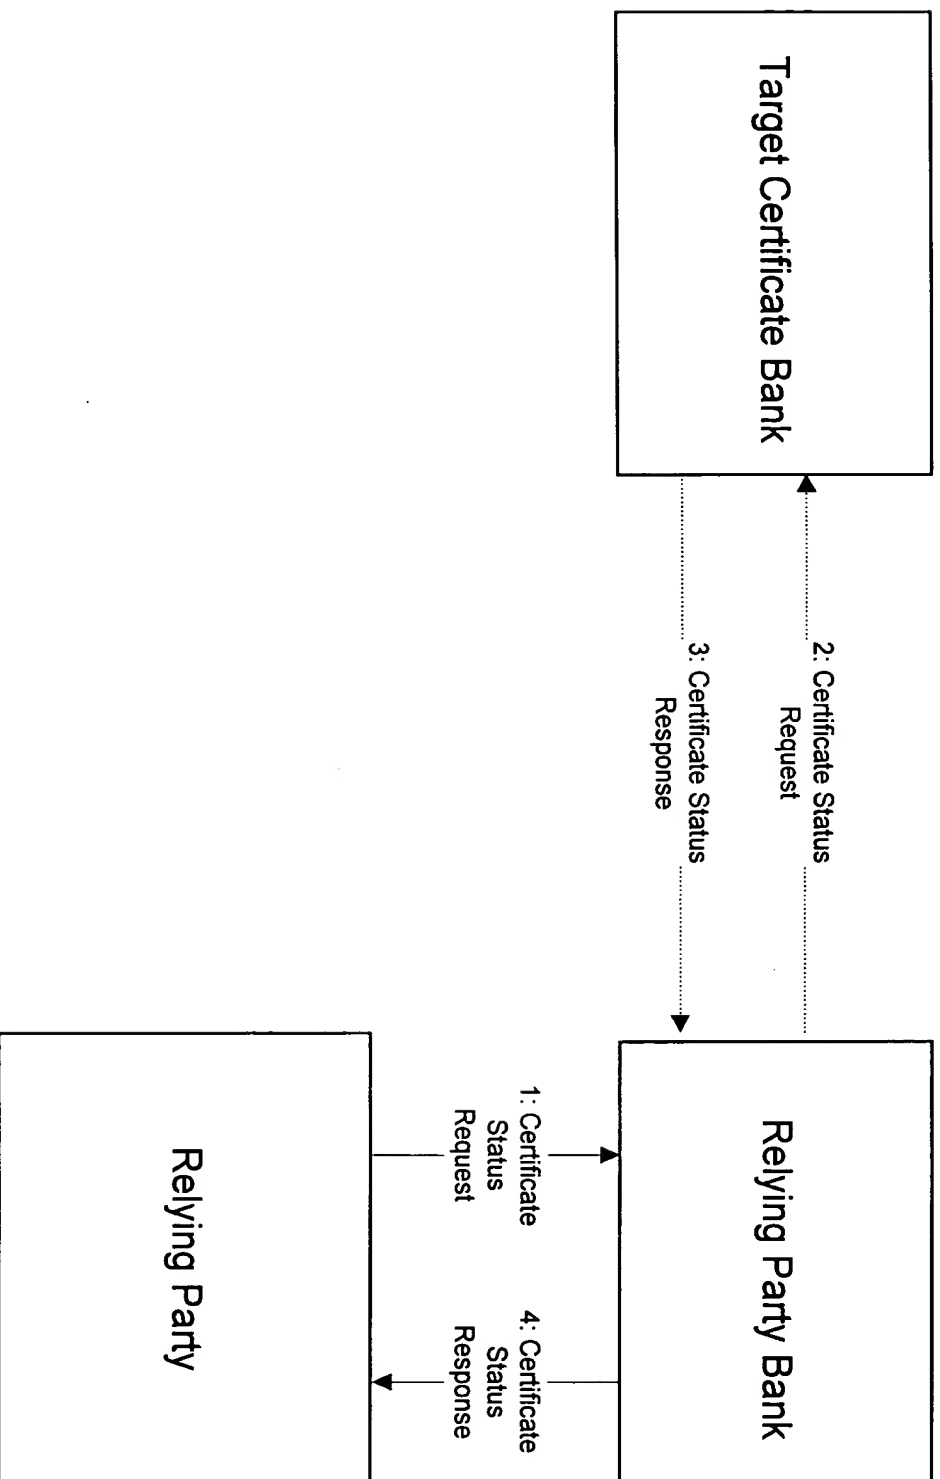 Target Certificate Bank
2: Certificate Status
Request
3: Certificate Status
Response
Relying Party Bank
1: Certificate
Status
Request
4: Certificate
Status
Response
Relying Party